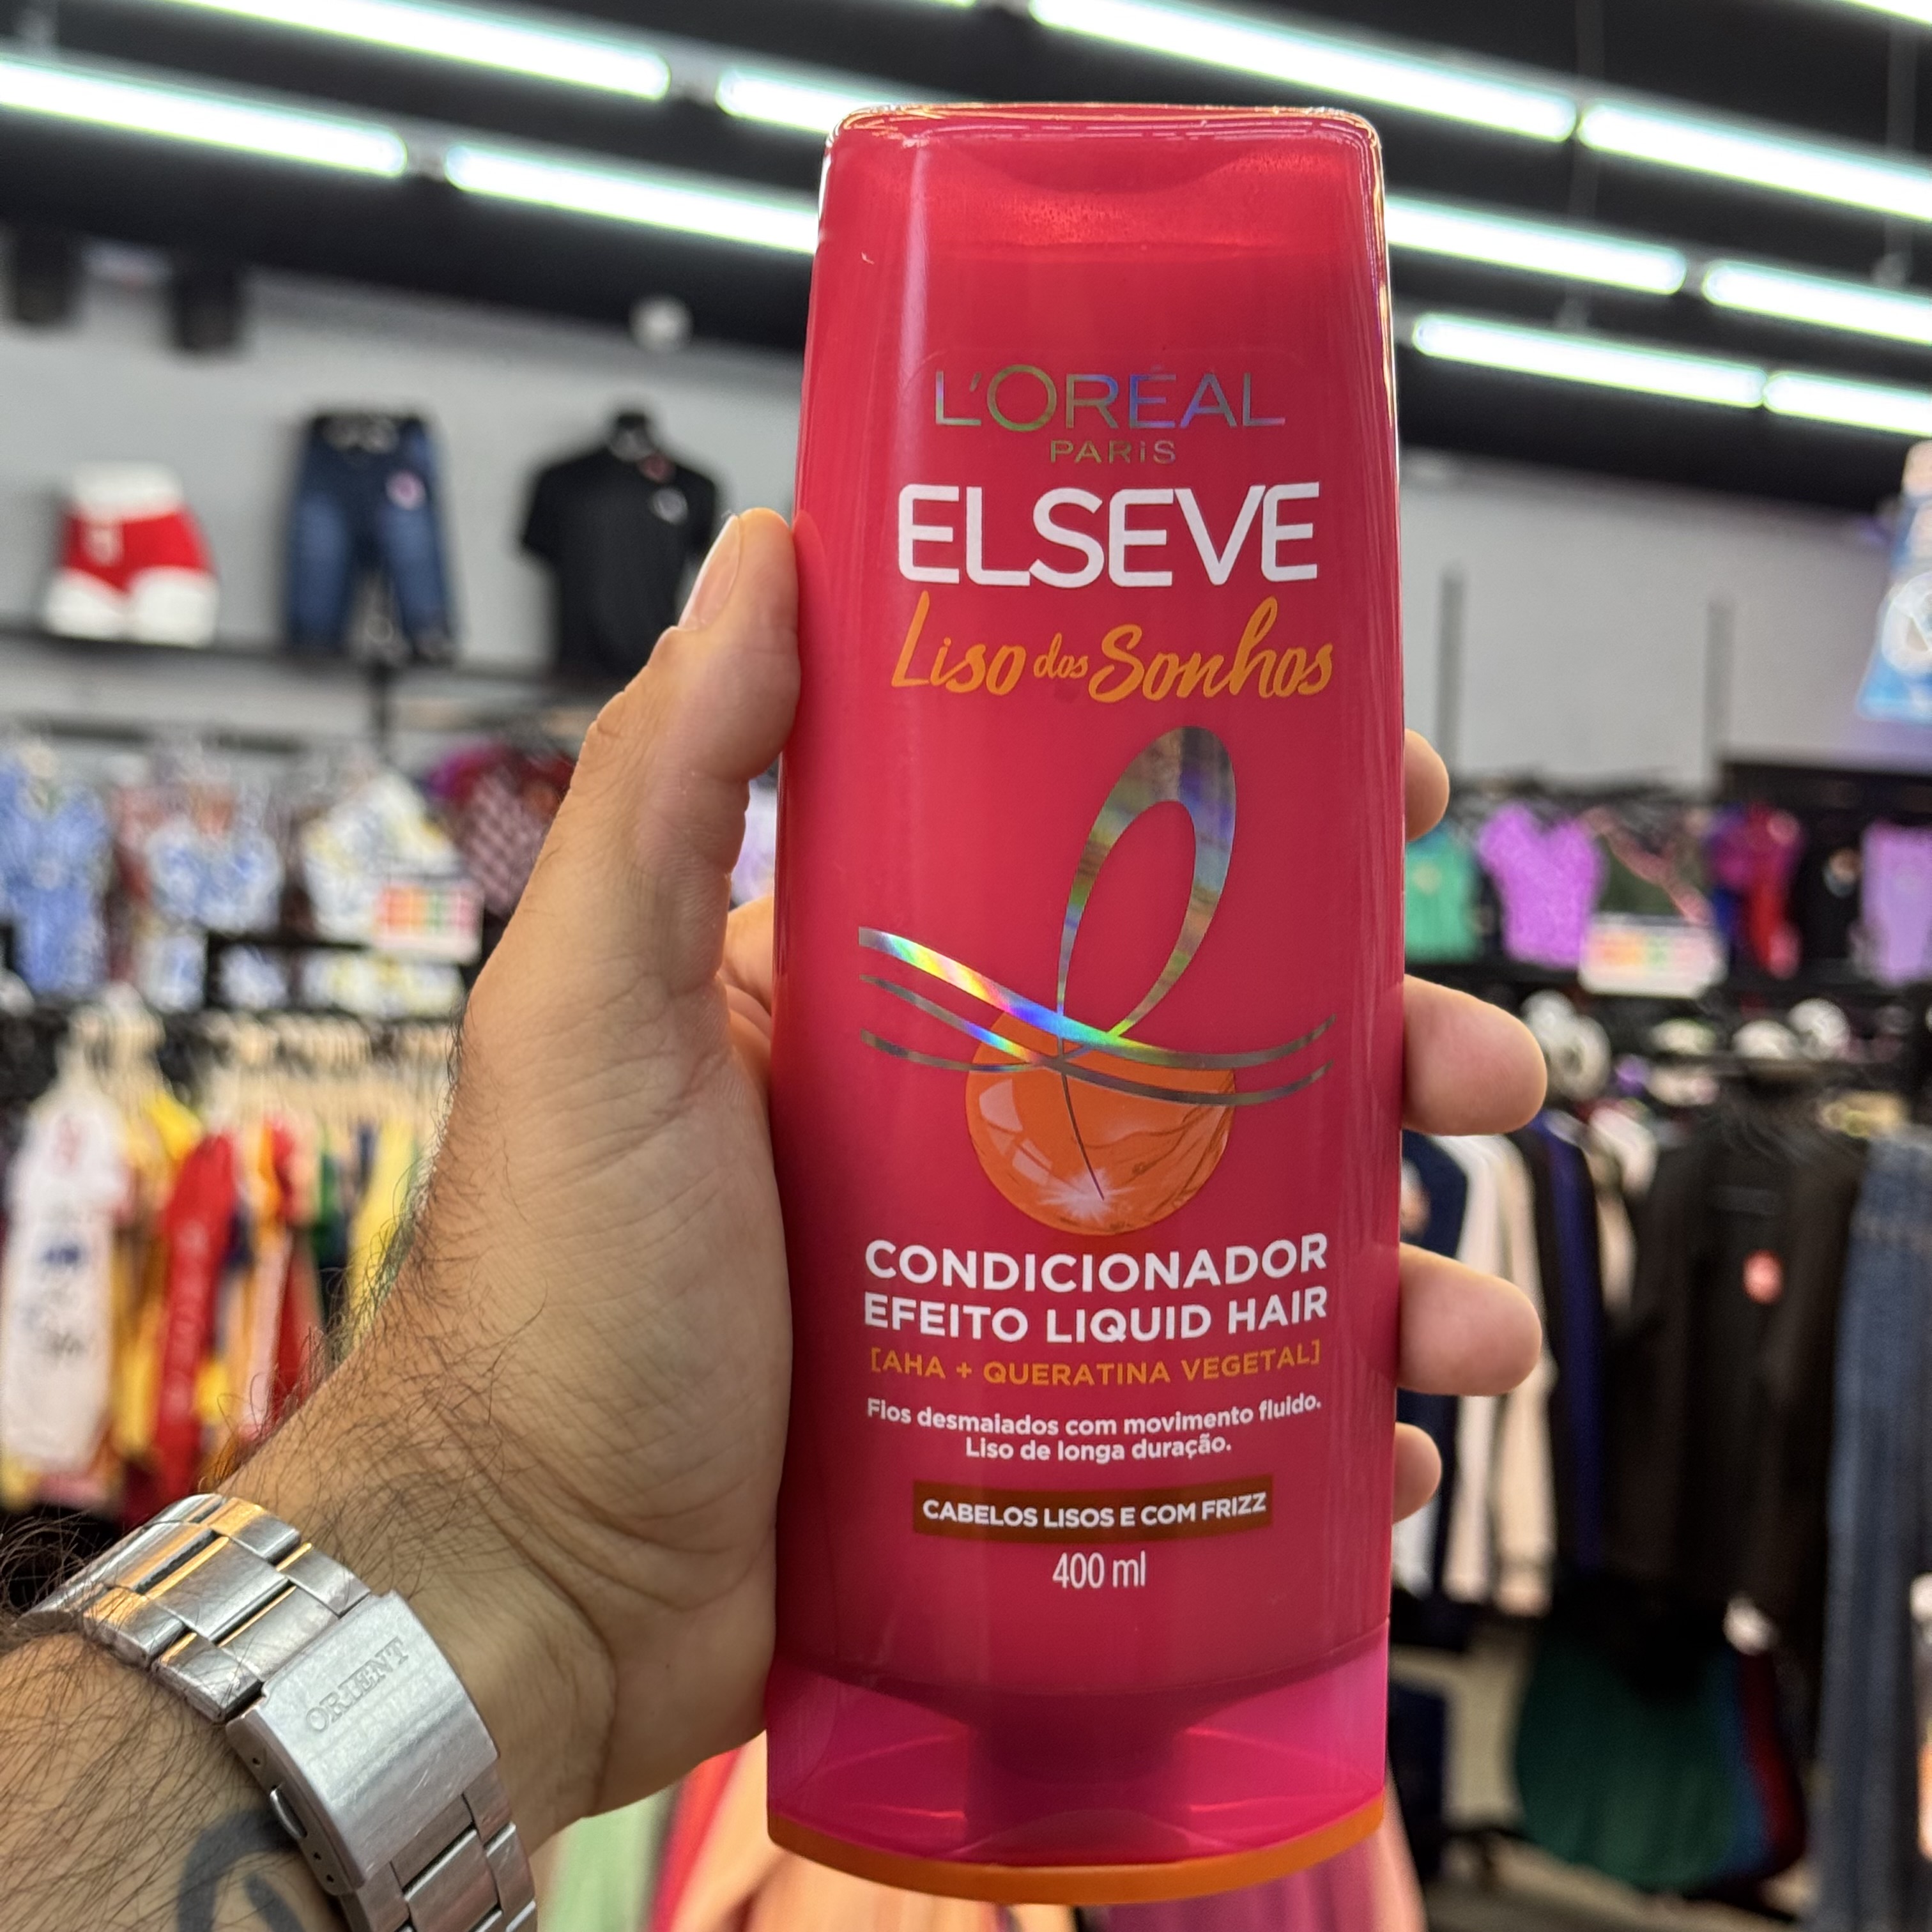 L'ORÉAL
PARiS
ELSEVE
Liso dos Sonhos
CONDICIONADOR
EFEITO LIQUID HAIR
[AHA + QUERATINA VEGETAL]
Fios desmaiados com movimento fluido.
Liso de longa duração.
CABELOS LISOS E COM FRIZZ
400 ml
ORIENT